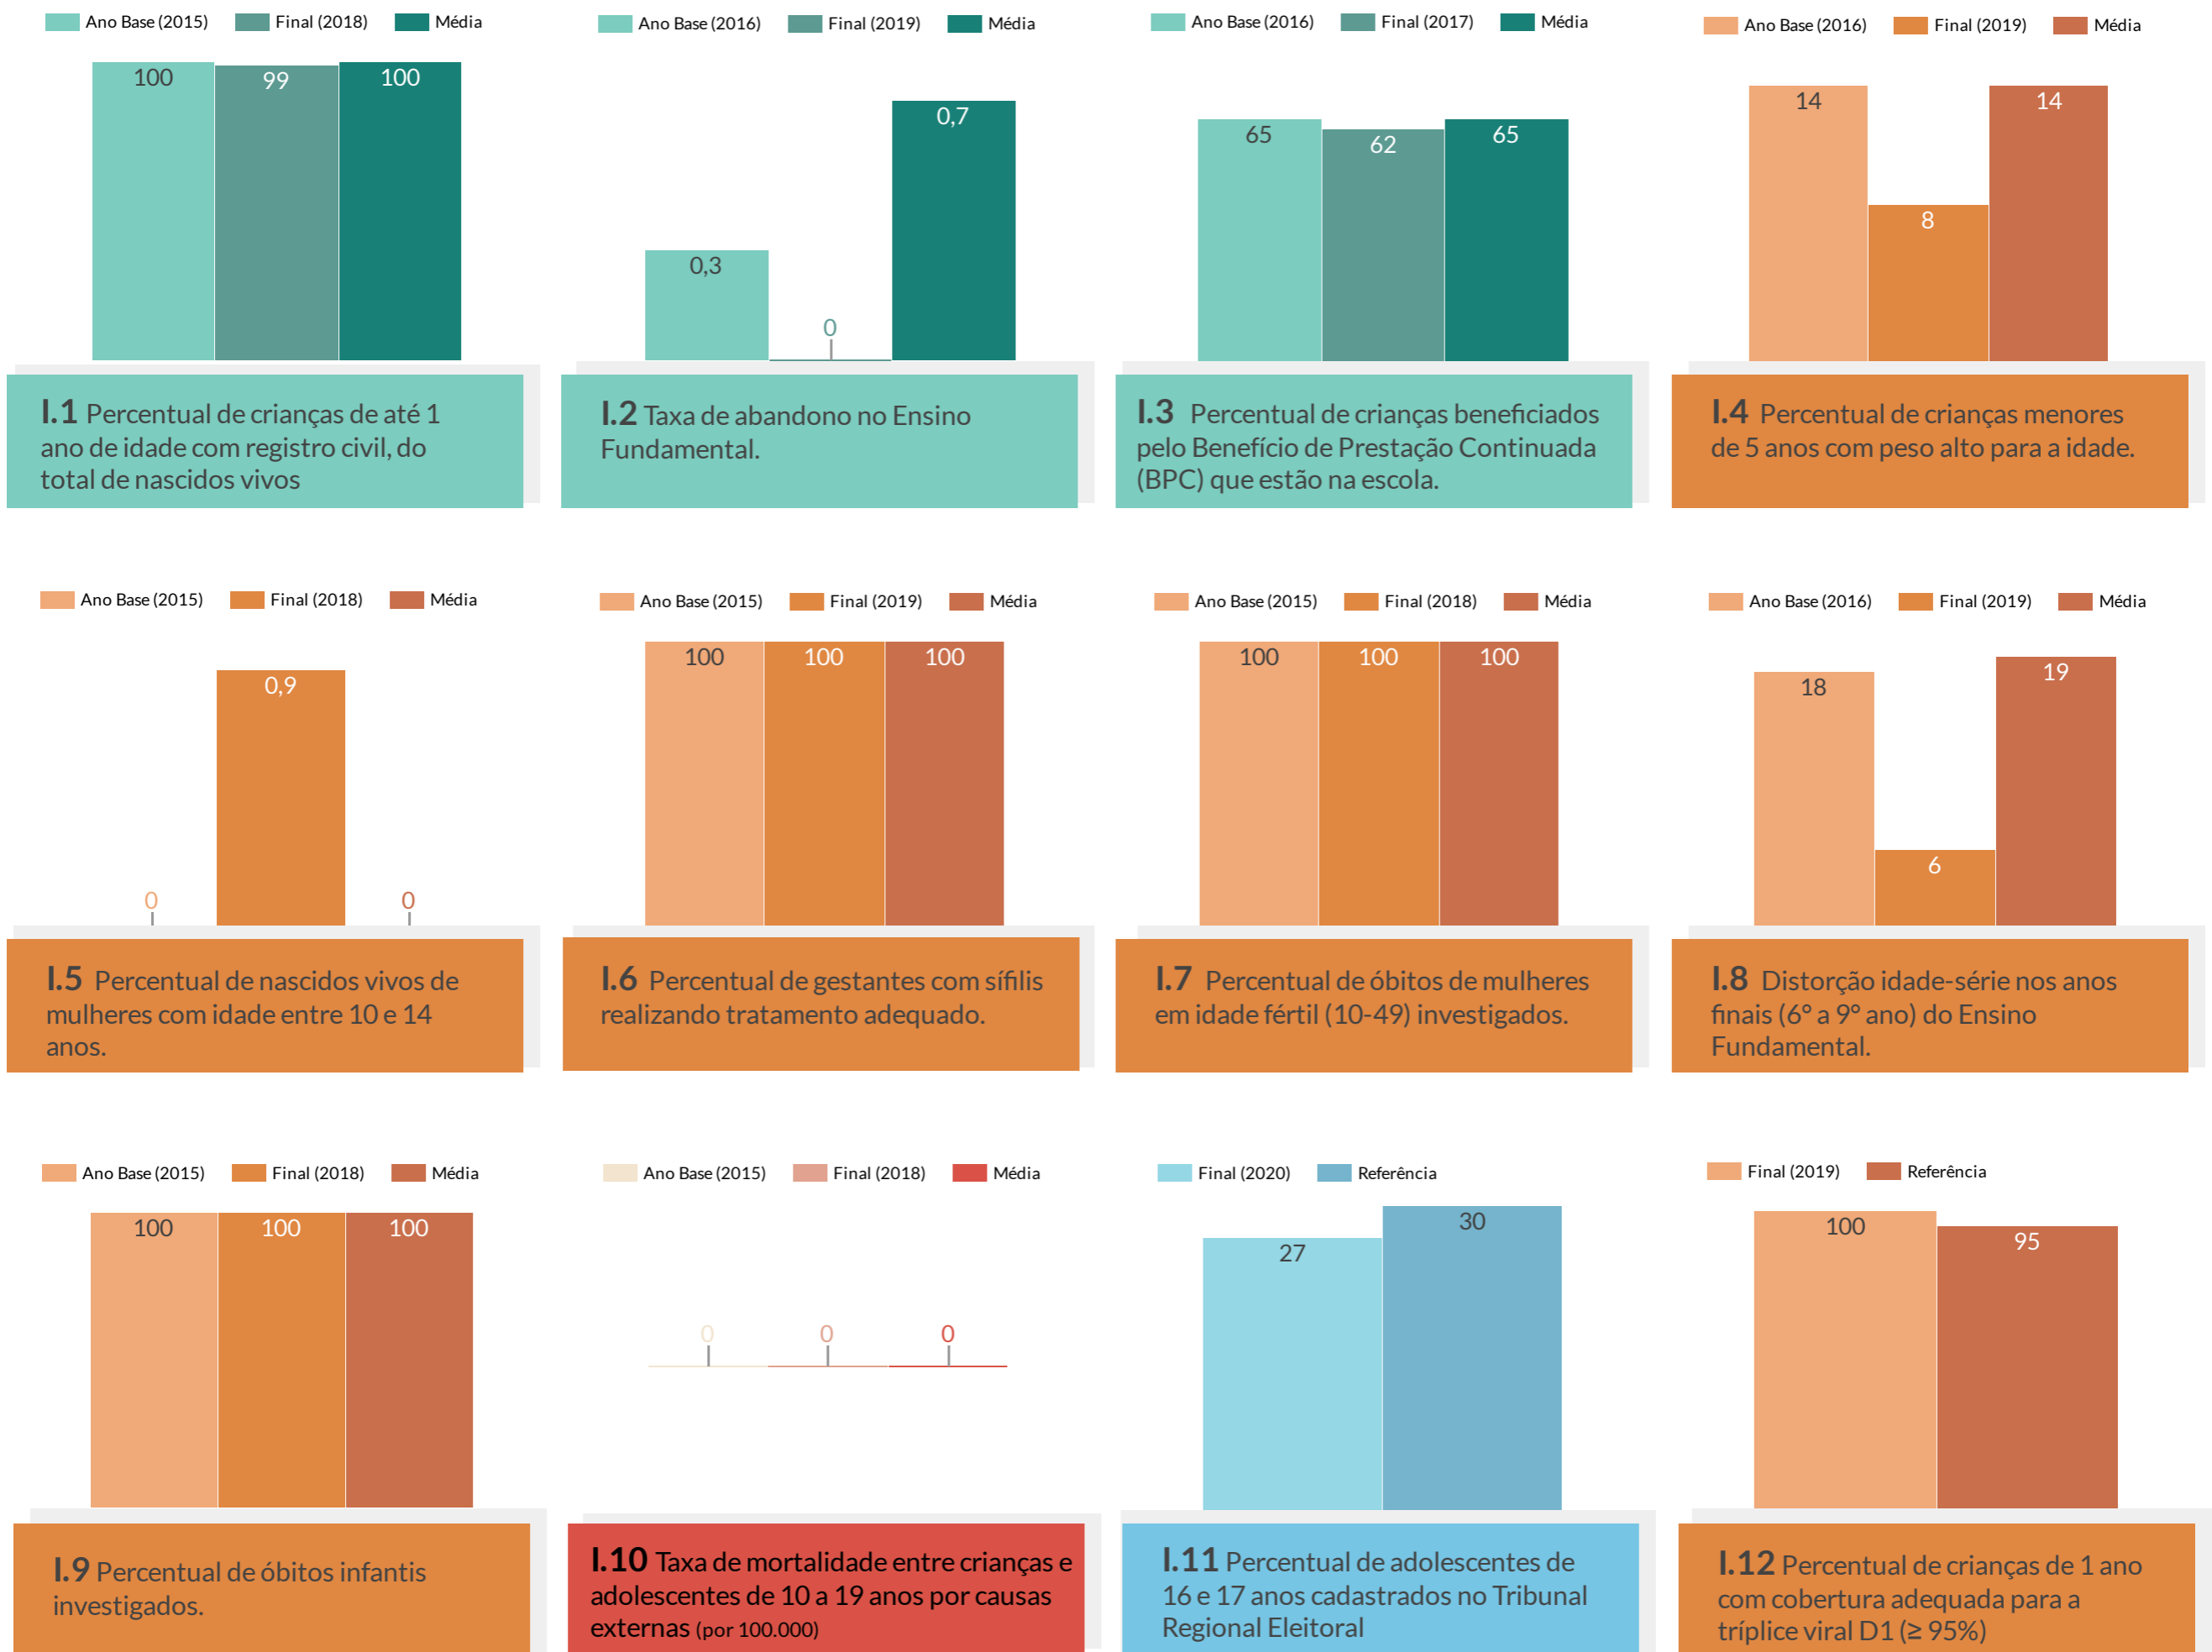 Ano Base (2015) Final (2018) Média
100 99 100
I.1 Percentual de crianças de até 1
ano de idade com registro civil, do
total de nascidos vivos
Ano Base (2016) Final (2019) Média
0,3 0 0,7
I.2 Taxa de abandono no Ensino
Fundamental.
Ano Base (2016) Final (2017) Média
65 62 65
I.3 Percentual de crianças beneficiados
pelo Benefício de Prestação Continuada
(BPC) que estão na escola.
Ano Base (2016) Final (2019) Média
14 8 14
I.4 Percentual de crianças menores
de 5 anos com peso alto para a idade.
Ano Base (2015) Final (2018) Média
0 0,9 0
I.5 Percentual de nascidos vivos de
mulheres com idade entre 10 e 14
anos.
Ano Base (2015) Final (2019) Média
100 100 100
I.6 Percentual de gestantes com sífilis
realizando tratamento adequado.
Ano Base (2015) Final (2018) Média
100 100 100
I.7 Percentual de óbitos de mulheres
em idade fértil (10-49) investigados.
Ano Base (2016) Final (2019) Média
18 6 19
I.8 Distorção idade-série nos anos
finais (6° a 9° ano) do Ensino
Fundamental.
Ano Base (2015) Final (2018) Média
100 100 100
I.9 Percentual de óbitos infantis
investigados.
Ano Base (2015) Final (2018) Média
0 0 0
I.10 Taxa de mortalidade entre crianças e
adolescentes de 10 a 19 anos por causas
externas (por 100.000)
Final (2020) Referência
27 30
I.11 Percentual de adolescentes de
16 e 17 anos cadastrados no Tribunal
Regional Eleitoral
Final (2019) Referência
100 95
I.12 Percentual de crianças de 1 ano
com cobertura adequada para a
tríplice viral D1 (≥ 95%)